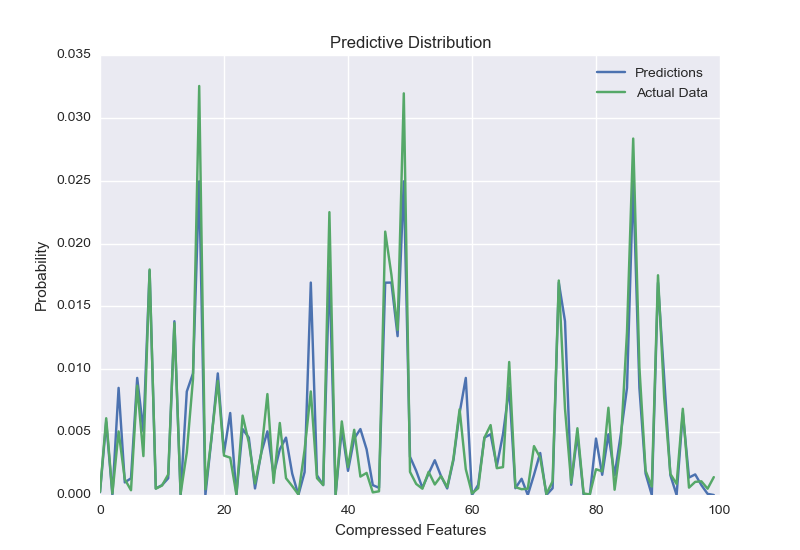 Predictive Distribution
0.035
0.030
0.025
0.020
0.015
0.010
0.005
0.000
Probability
Predictions
Actual Data
0 20 40 60 80 100
Compressed Features